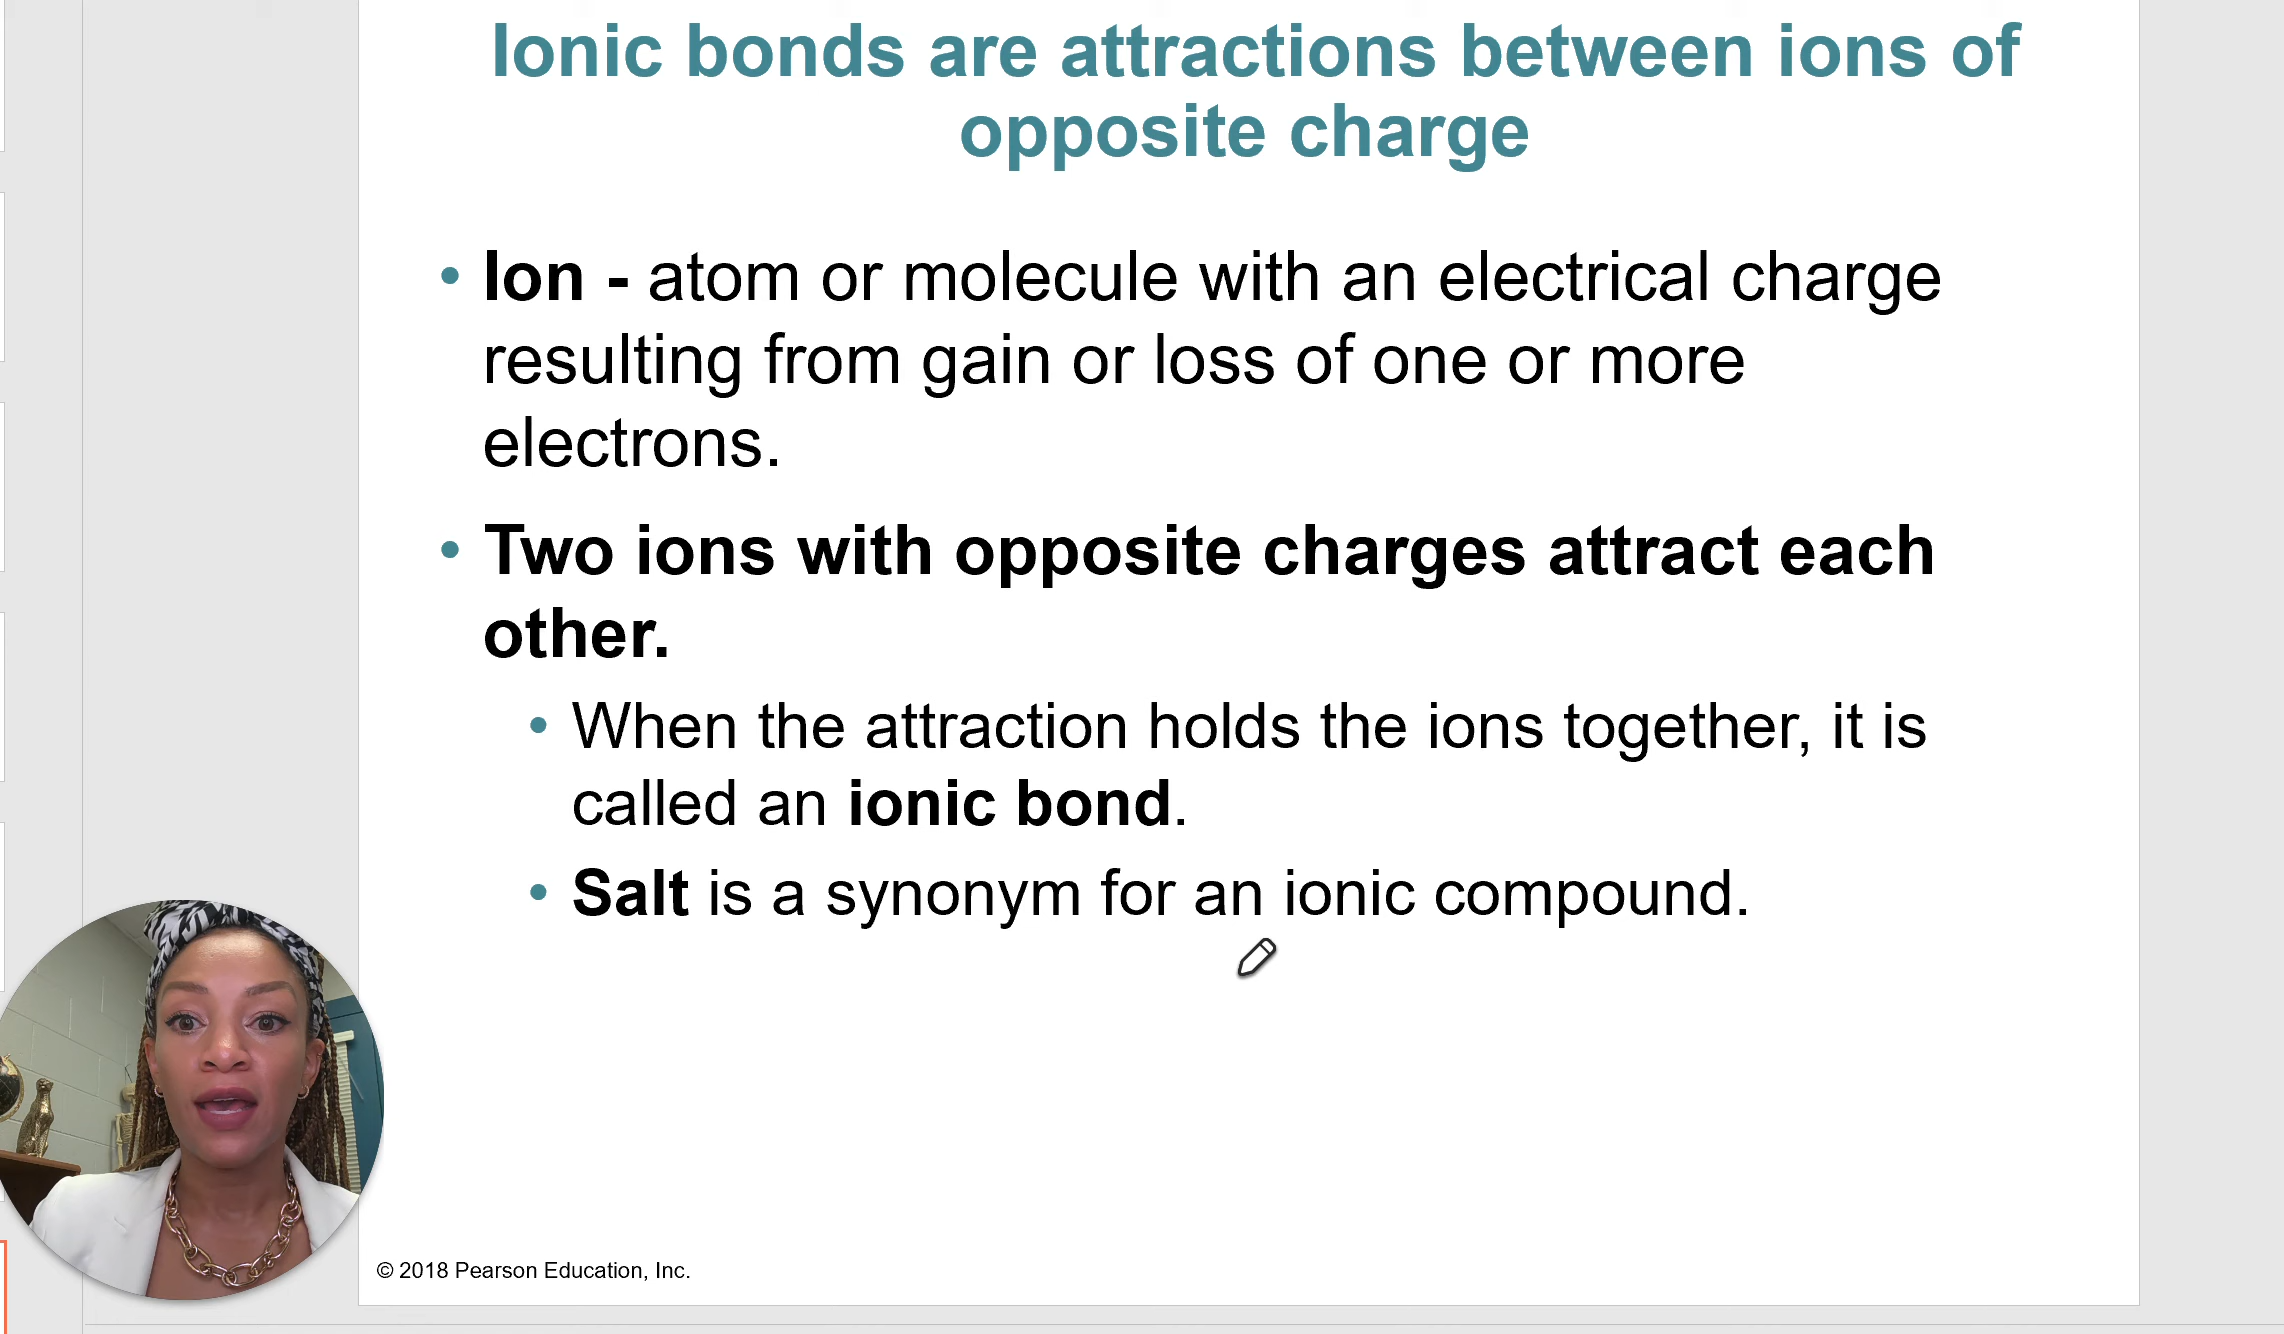 Ionic bonds are attractions between ions of
opposite charge
• Ion - atom or molecule with an electrical charge
resulting from gain or loss of one or more
electrons.
• Two ions with opposite charges attract each
other.
• When the attraction holds the ions together, it is
called an ionic bond.
• Salt is a synonym for an ionic compound.
© 2018 Pearson Education, Inc.